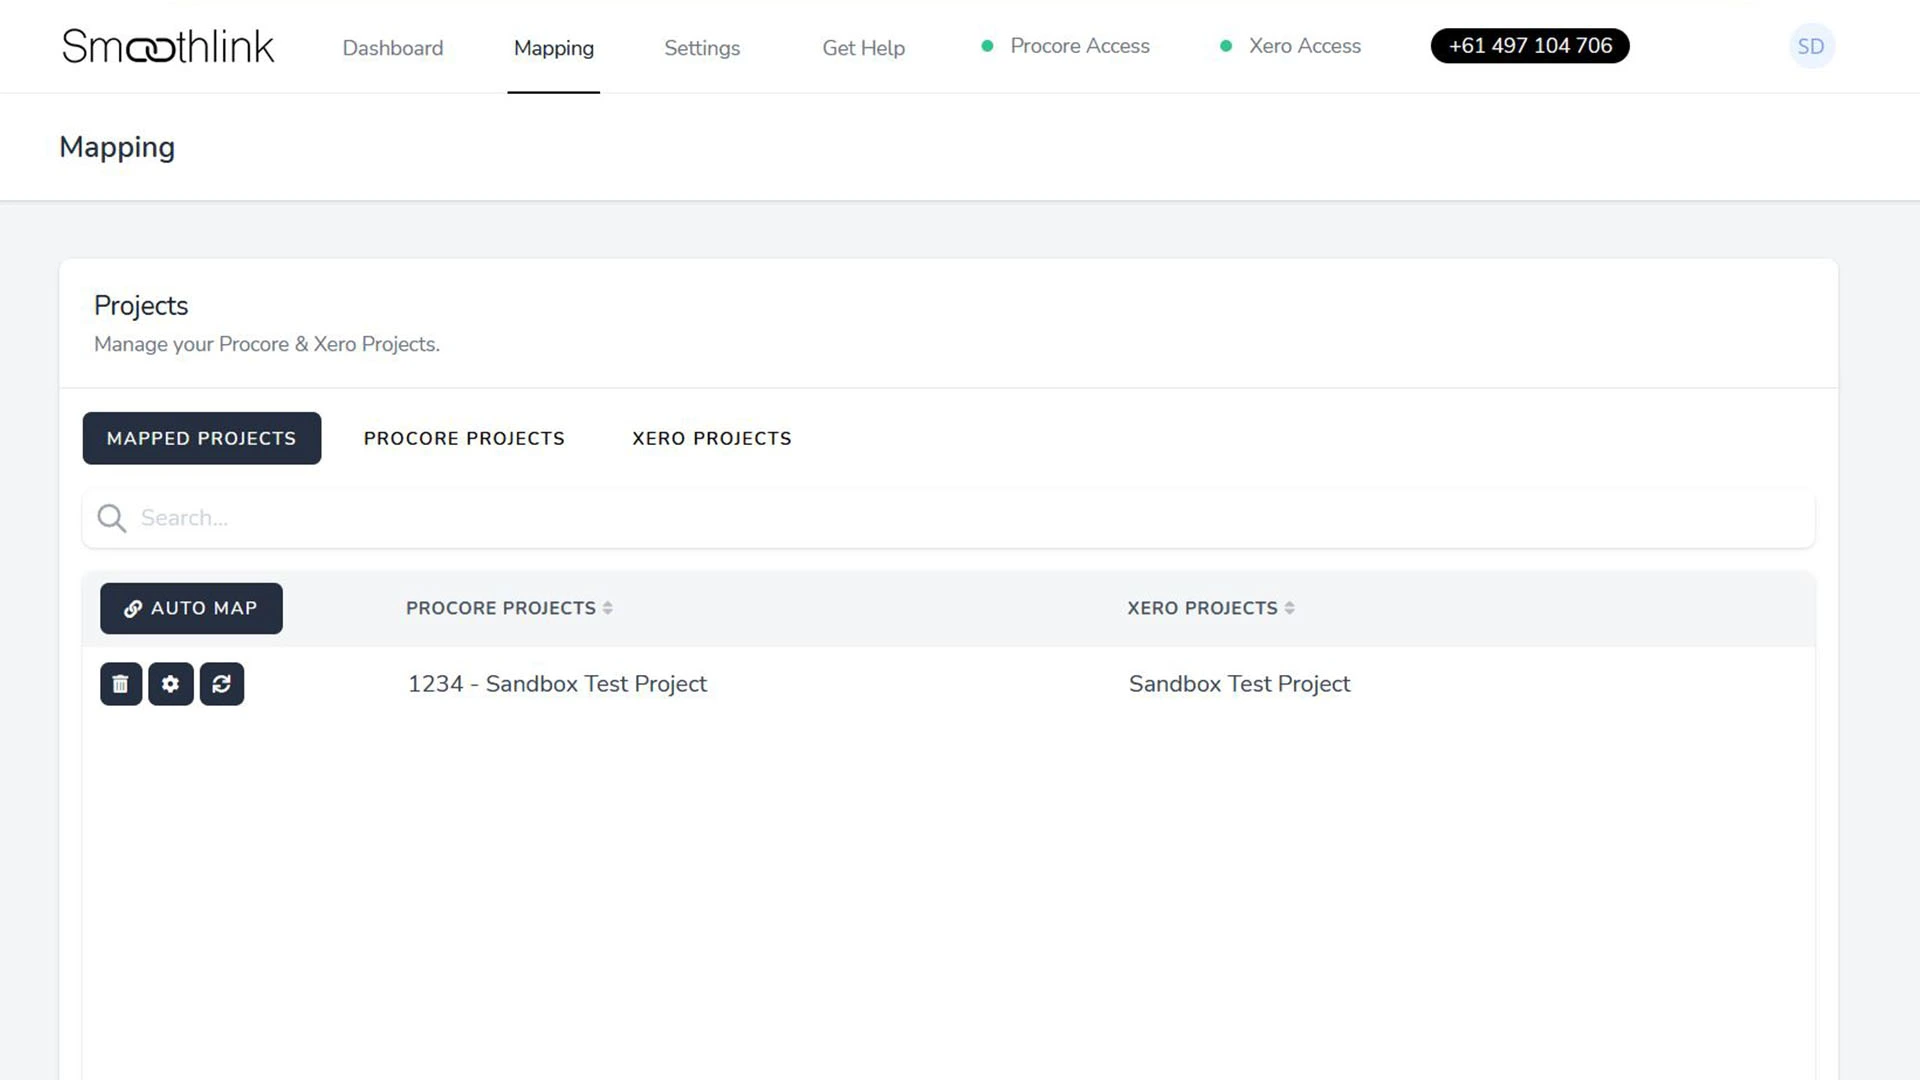 Smoothlink
Dashboard
Mapping
Settings
Get Help
Procore Access
Xero Access
+61 497 104 706
SD
Mapping
Projects
Manage your Procore & Xero Projects.
MAPPED PROJECTS
PROCORE PROJECTS
XERO PROJECTS
Search...
AUTO MAP
PROCORE PROJECTS
XERO PROJECTS
1234 - Sandbox Test Project
Sandbox Test Project